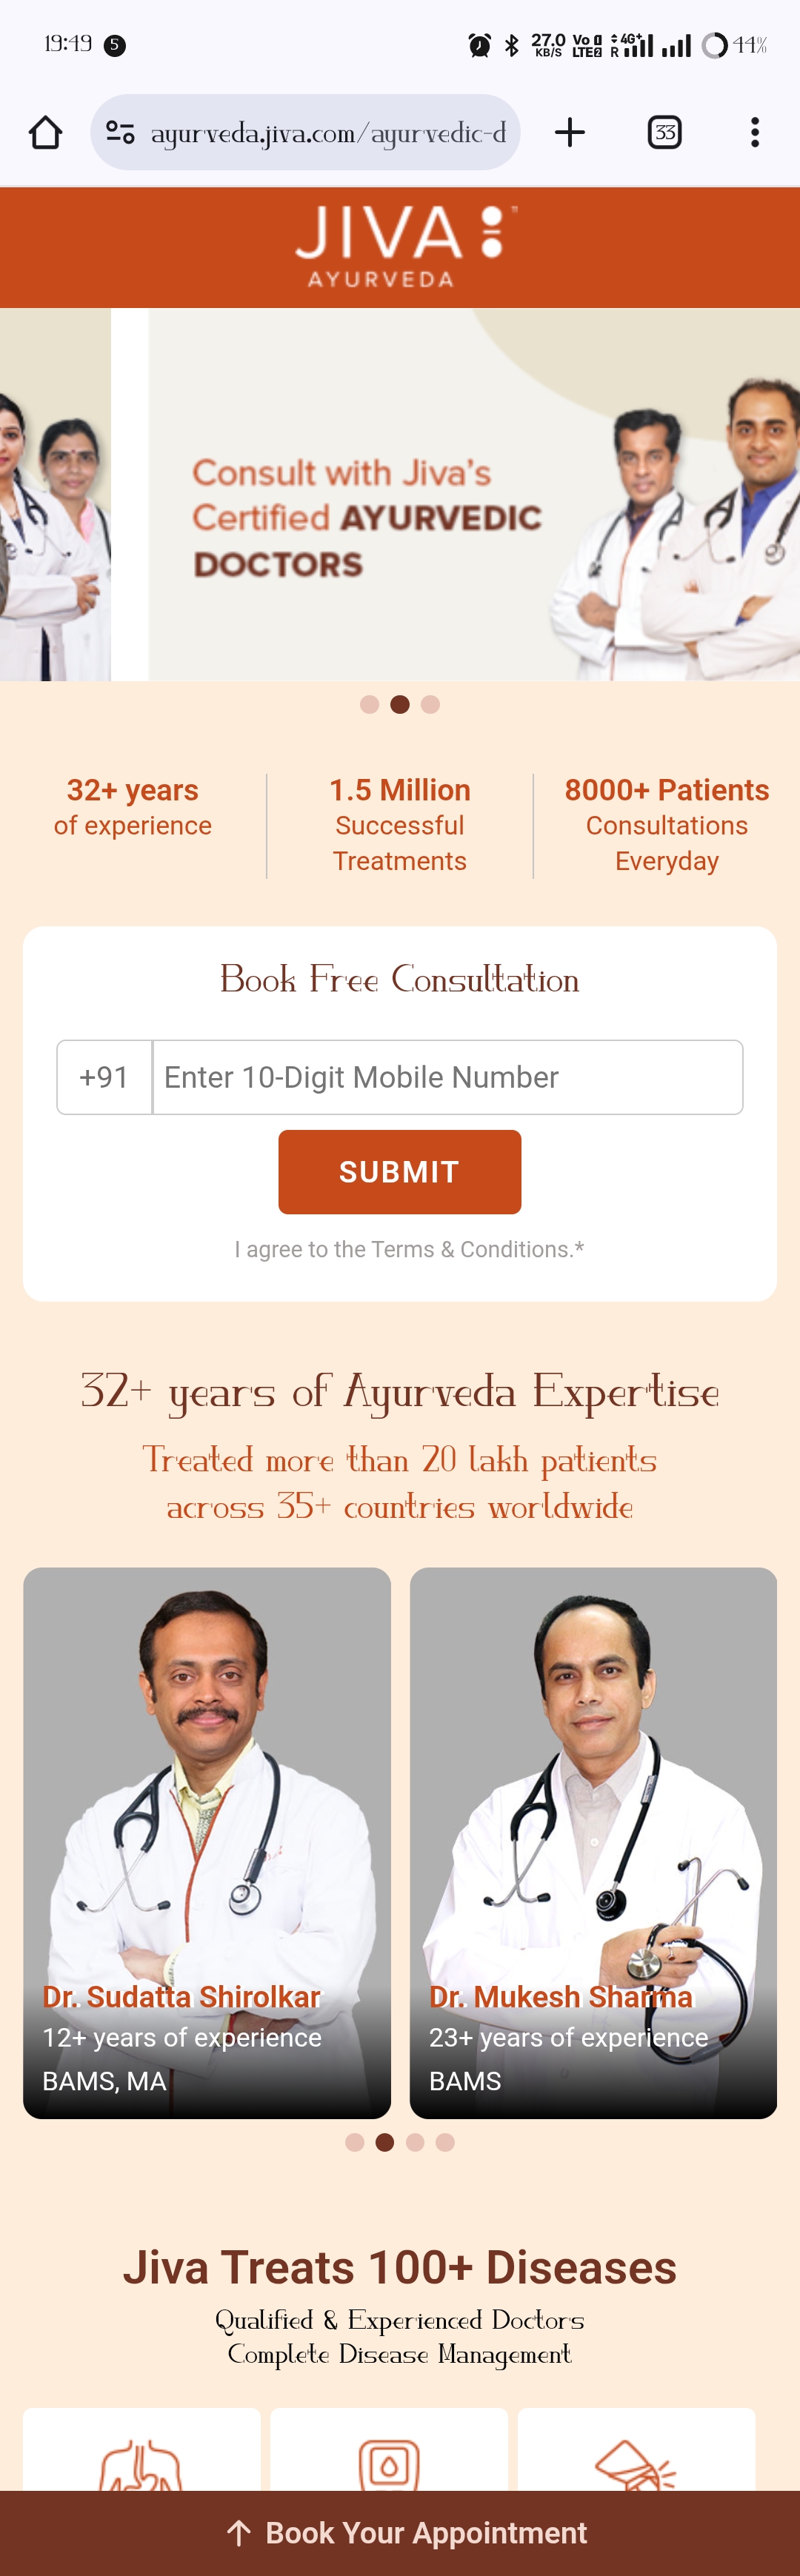 19:49 5 27.0 KB/S Vo LTE2 4G+ R 44%
ayurveda.jiva.com/ayurvedic-d 33
JIVA
AYURVEDA
Consult with Jiva's
Certified AYURVEDIC
DOCTORS
32+ years
of experience
1.5 Million
Successful
Treatments
8000+ Patients
Consultations
Everyday
Book Free Consultation
+91 Enter 10-Digit Mobile Number
SUBMIT
I agree to the Terms & Conditions.*
32+ years of Ayurveda Expertise
Treated more than 20 lakh patients
across 35+ countries worldwide
Dr. Sudatta Shirolkar
12+ years of experience
BAMS, MA
Dr. Mukesh Sharma
23+ years of experience
BAMS
Jiva Treats 100+ Diseases
Qualified & Experienced Doctors
Complete Disease Management
↑ Book Your Appointment